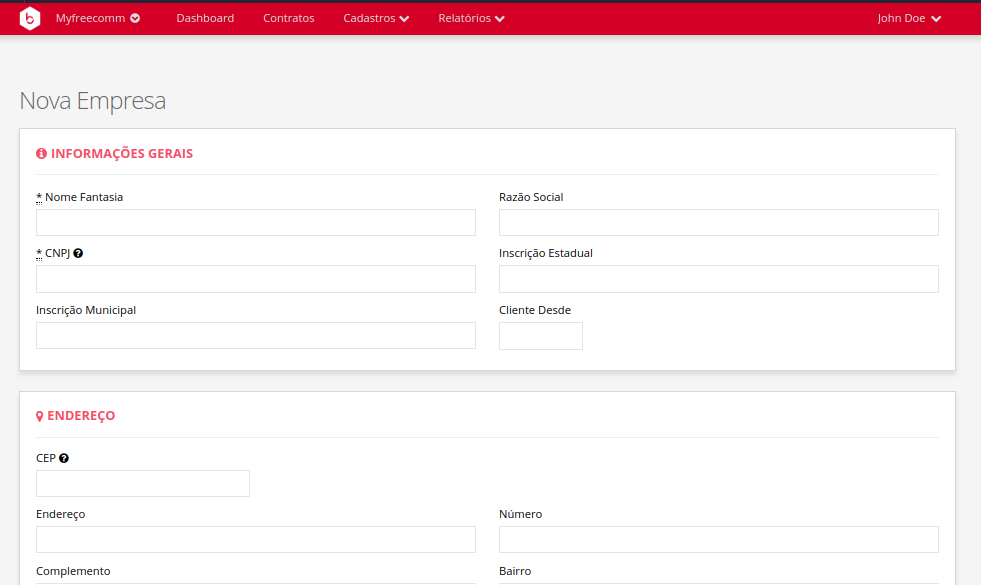 Myfreecomm Dashboard Contratos Cadastros Relatórios John Doe
Nova Empresa
INFORMAÇÕES GERAIS
* Nome Fantasia Razão Social
* CNPJ Inscrição Estadual
Inscrição Municipal Cliente Desde
ENDEREÇO
CEP
Endereço Número
Complemento Bairro